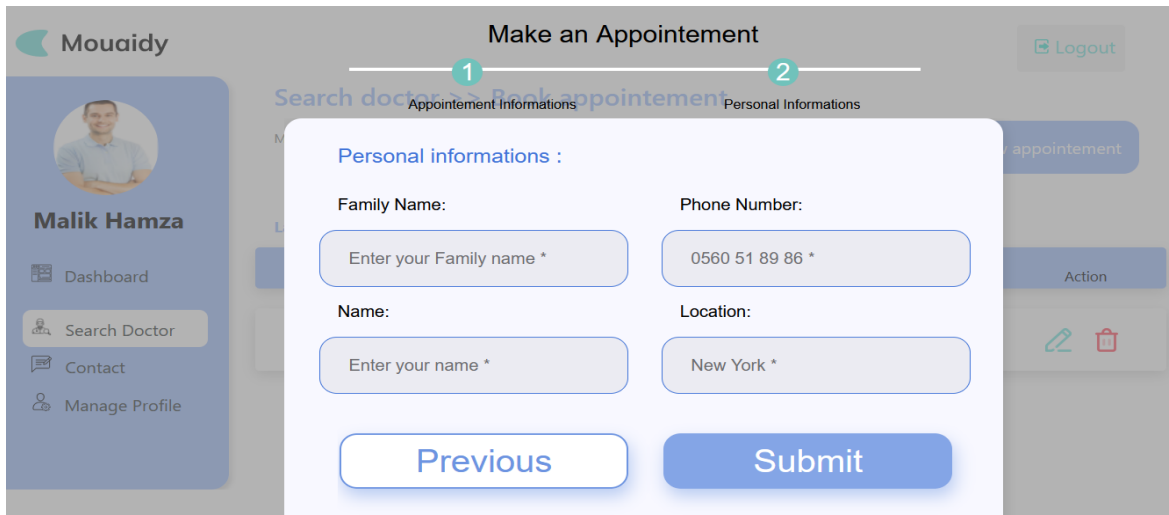 Mouaidy
Make an Appointement
Logout
1
2
Search doctor >> Book appointement
Appointement Informations
Personal Informations
appointement
Malik Hamza
Dashboard
Search Doctor
Contact
Manage Profile
Personal informations :
Family Name:
Phone Number:
Enter your Family name *
0560 51 89 86 *
Name:
Location:
Enter your name *
New York *
Previous
Submit
Action